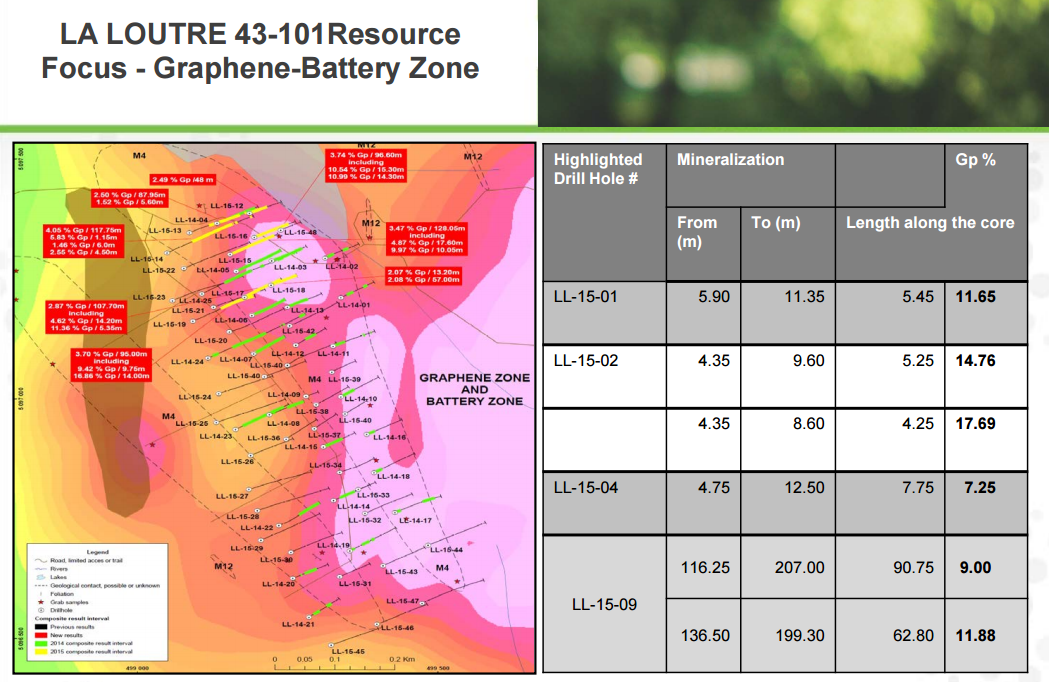 LA LOUTRE 43-101Resource
Focus - Graphene-Battery Zone
M4
M12
M12
3.74 % Gp / 96.60m
including
10.54 % Gp / 15.30m
10.99 % Gp / 14.30m
2.49 % Gp /48 m
2.50 % Gp / 87.95m
1.52 % Gp / 5.60m
4.05 % Gp / 117.75m
5.83 % Gp / 1.15m
1.46 % Gp / 6.0m
2.55 % Gp / 4.50m
M12
3.47 % Gp / 128.05m
including
4.87 % Gp / 17.60m
9.97 % Gp / 10.05m
2.07 % Gp / 13.20m
2.08 % Gp / 57.00m
2.87 % Gp / 107.70m
including
4.62 % Gp / 14.20m
11.36 % Gp / 5.35m
3.70 % Gp / 95.00m
including
9.42 % Gp / 9.75m
16.86 % Gp / 14.00m
LL-15-12
LL-14-04
LL-15-13
LL-15-16
LL-15-48
LL-15-14
LL-15-15
LL-15-22
LL-14-05
LL-14-03
LL-14-02
LL-15-18
LL-15-23
LL-15-17
LL-14-25
LL-14-01
LL-15-21
LL-14-13
LL-15-19
LL-14-06
LL-15-42
LL-15-20
LL-14-12
LL-14-11
LL-14-24
LL-14-07
LL-15-40
LL-15-40
M4
LL-15-39
GRAPHENE ZONE
AND
BATTERY ZONE
LL-15-24
LL-14-09
LL-14-10
LL-15-38
M4
LL-15-25
LL-14-08
LL-15-40
LL-14-23
LL-15-36
LL-15-37
LL-14-16
LL-14-15
LL-15-26
LL-15-34
LL-14-18
LL-15-27
LL-15-33
LL-14-14
LL-15-28
LL-15-32
LL-14-17
LL-14-22
LL-15-29
LL-14-19
LL-15-44
LL-15-30
M12
LL-15-43
M4
LL-14-20
LL-15-31
LL-15-47
LL-14-21
LL-15-46
LL-15-45
Legend
Road, limited acces or trail
Rivers
Lakes
Geological contact, possible or unknown
Foliation
Grab samples
Drillhole
Composite result interval
Previous results
New results
2014 composite result interval
2015 composite result interval
0 0,05 0.1 0.2 Km
499 000
499 500
5 097 500
5 097 000
5 096 500
Highlighted
Drill Hole #
Mineralization
Gp %
From
(m)
To (m)
Length along the core
LL-15-01 5.90 11.35 5.45 11.65
LL-15-02 4.35 9.60 5.25 14.76
4.35 8.60 4.25 17.69
LL-15-04 4.75 12.50 7.75 7.25
LL-15-09
116.25 207.00 90.75 9.00
136.50 199.30 62.80 11.88